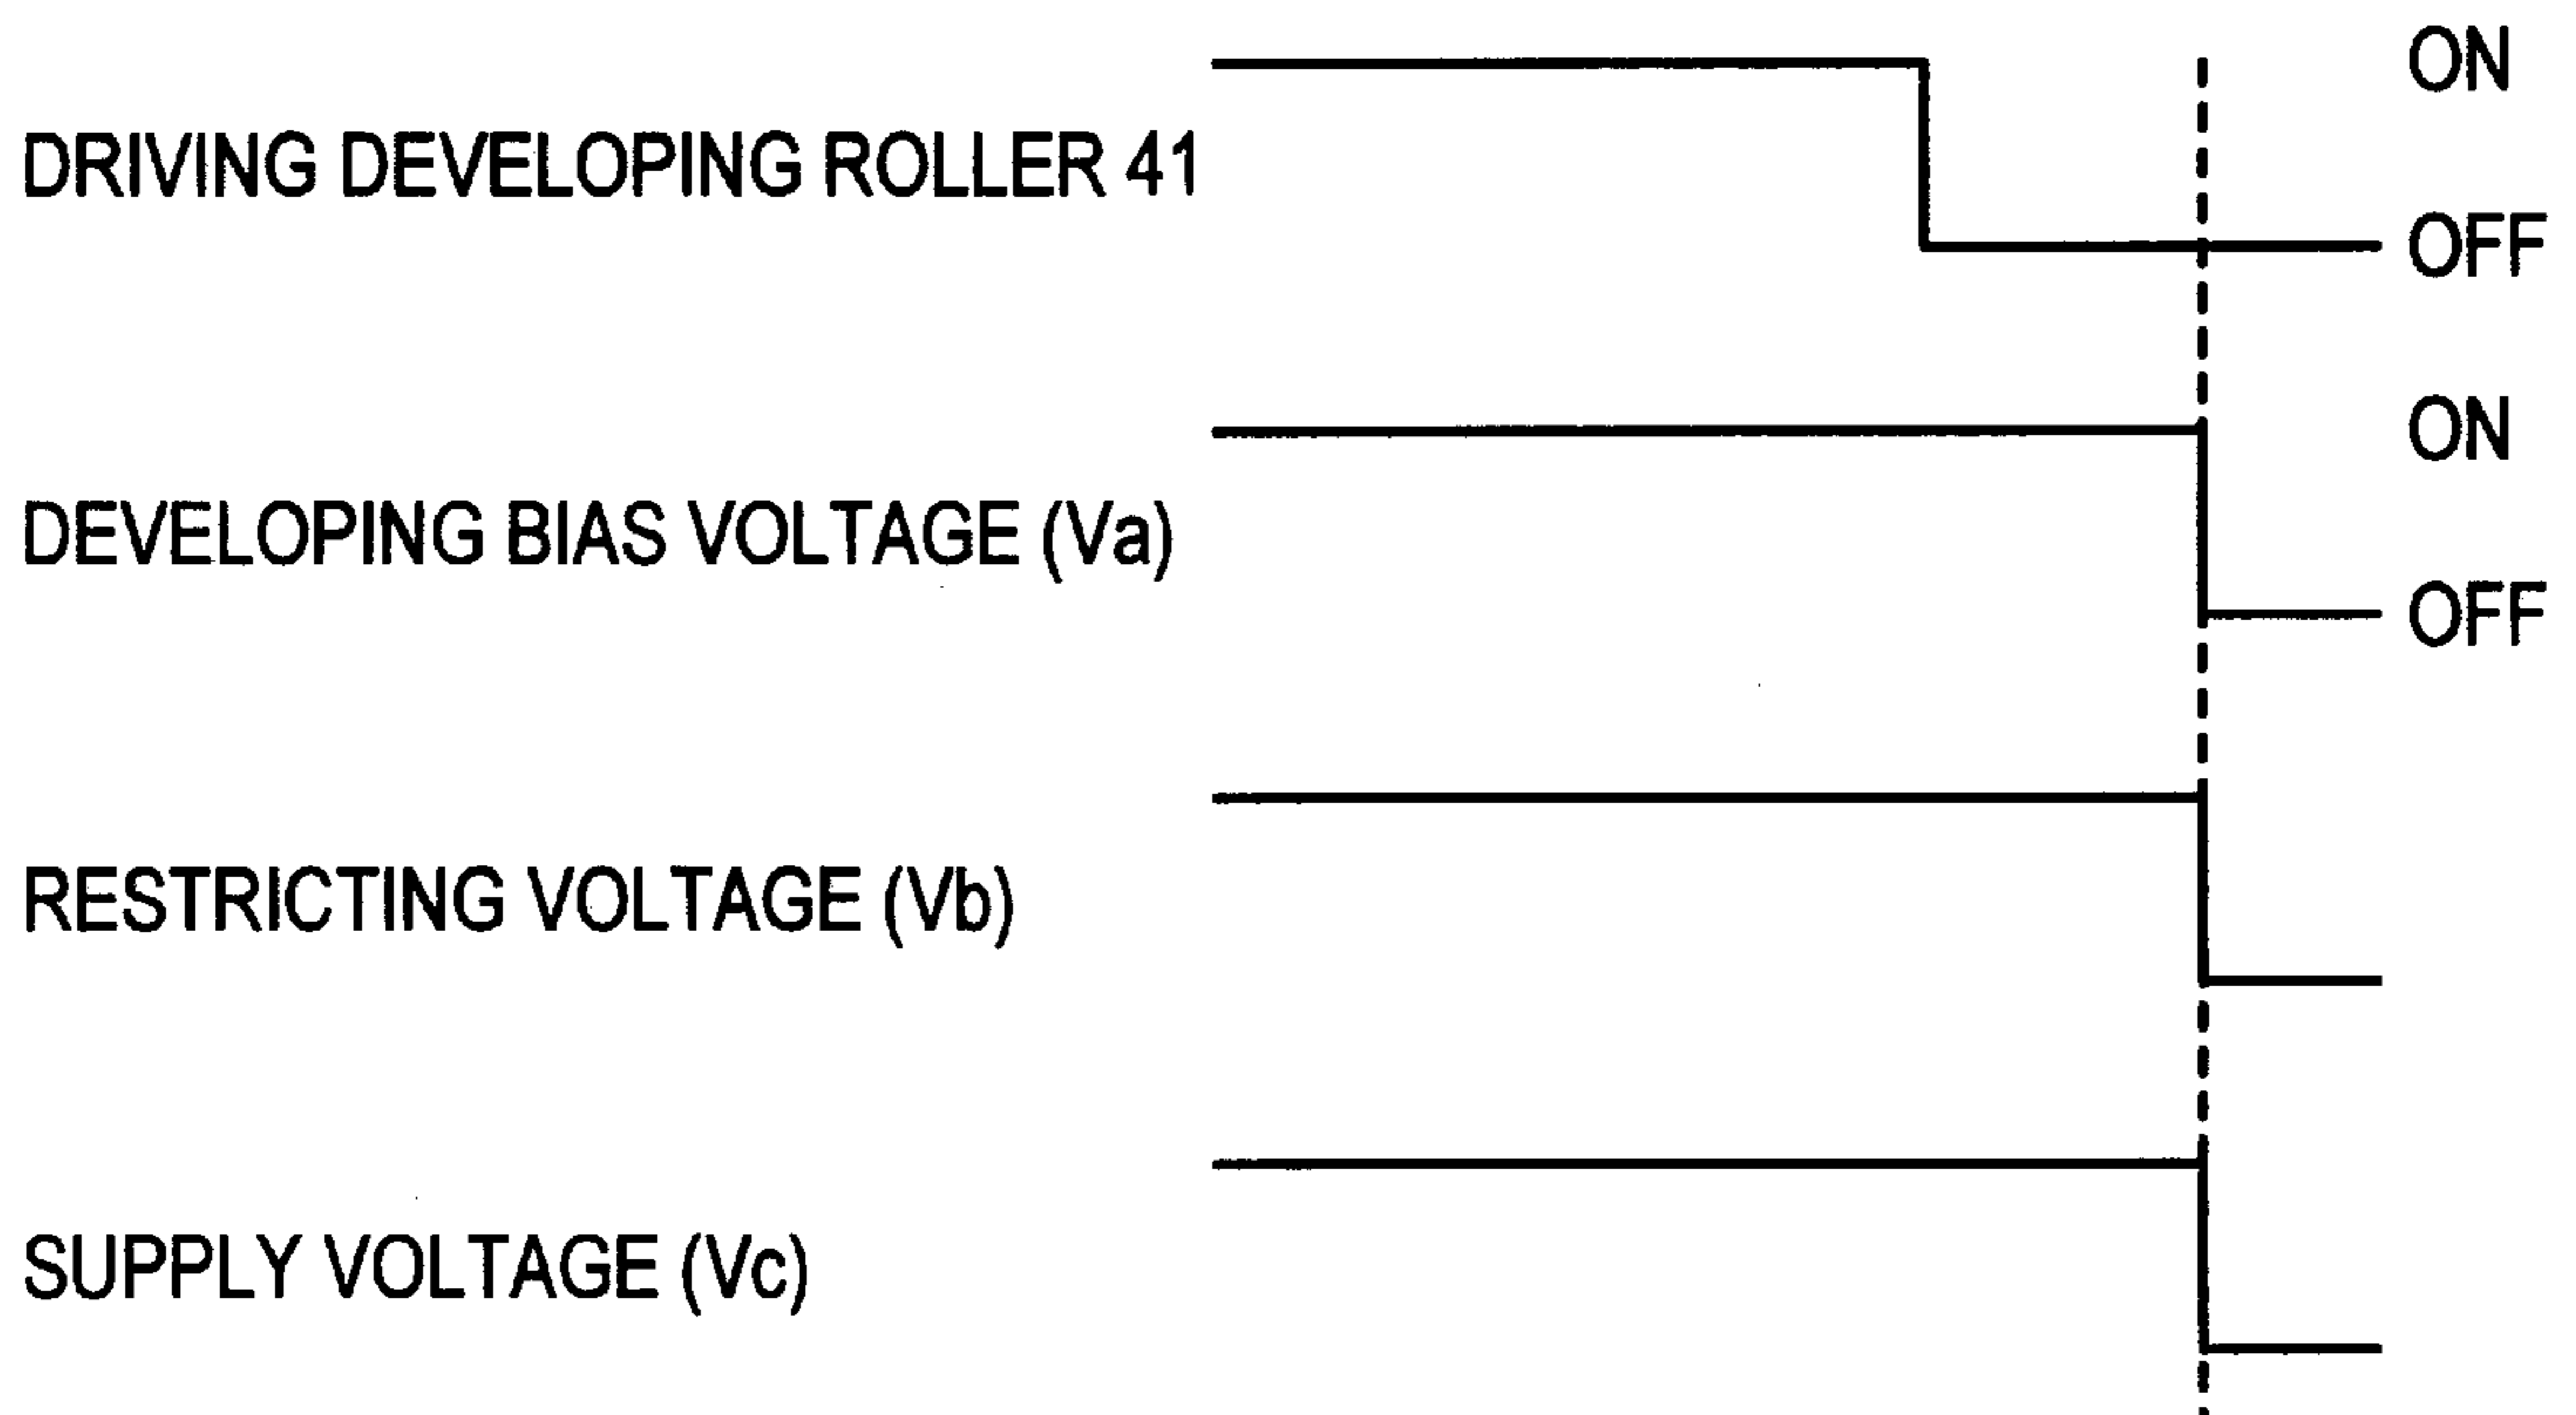 ON
DRIVING DEVELOPING ROLLER 41
OFF
ON
DEVELOPING BIAS VOLTAGE (Va)
OFF
RESTRICTING VOLTAGE (Vb)
SUPPLY VOLTAGE (Vc)